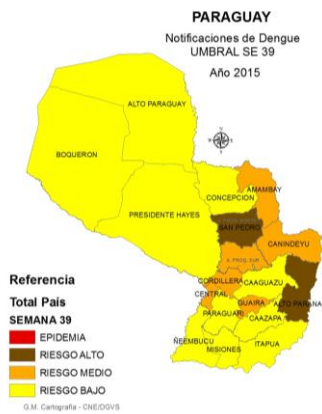 PARAGUAY
Notificaciones de Dengue
UMBRAL SE 39
Año 2015
ALTO PARAGUAY
BOQUERON
AMAMBAY
CONCEPCION
PRESIDENTE HAYES
SAN PEDRO
CANINDEYU
CORDILLERA
CAAGUAZU
CENTRAL
GUAIRA
ALTO PARANA
PARAGUARI
CAAZAPA
ÑEEMBUCU
MISIONES
ITAPUA
Referencia
Total País
SEMANA 39
EPIDEMIA
RIESGO ALTO
RIESGO MEDIO
RIESGO BAJO
G.M. Cartografía - CNE/DGVS